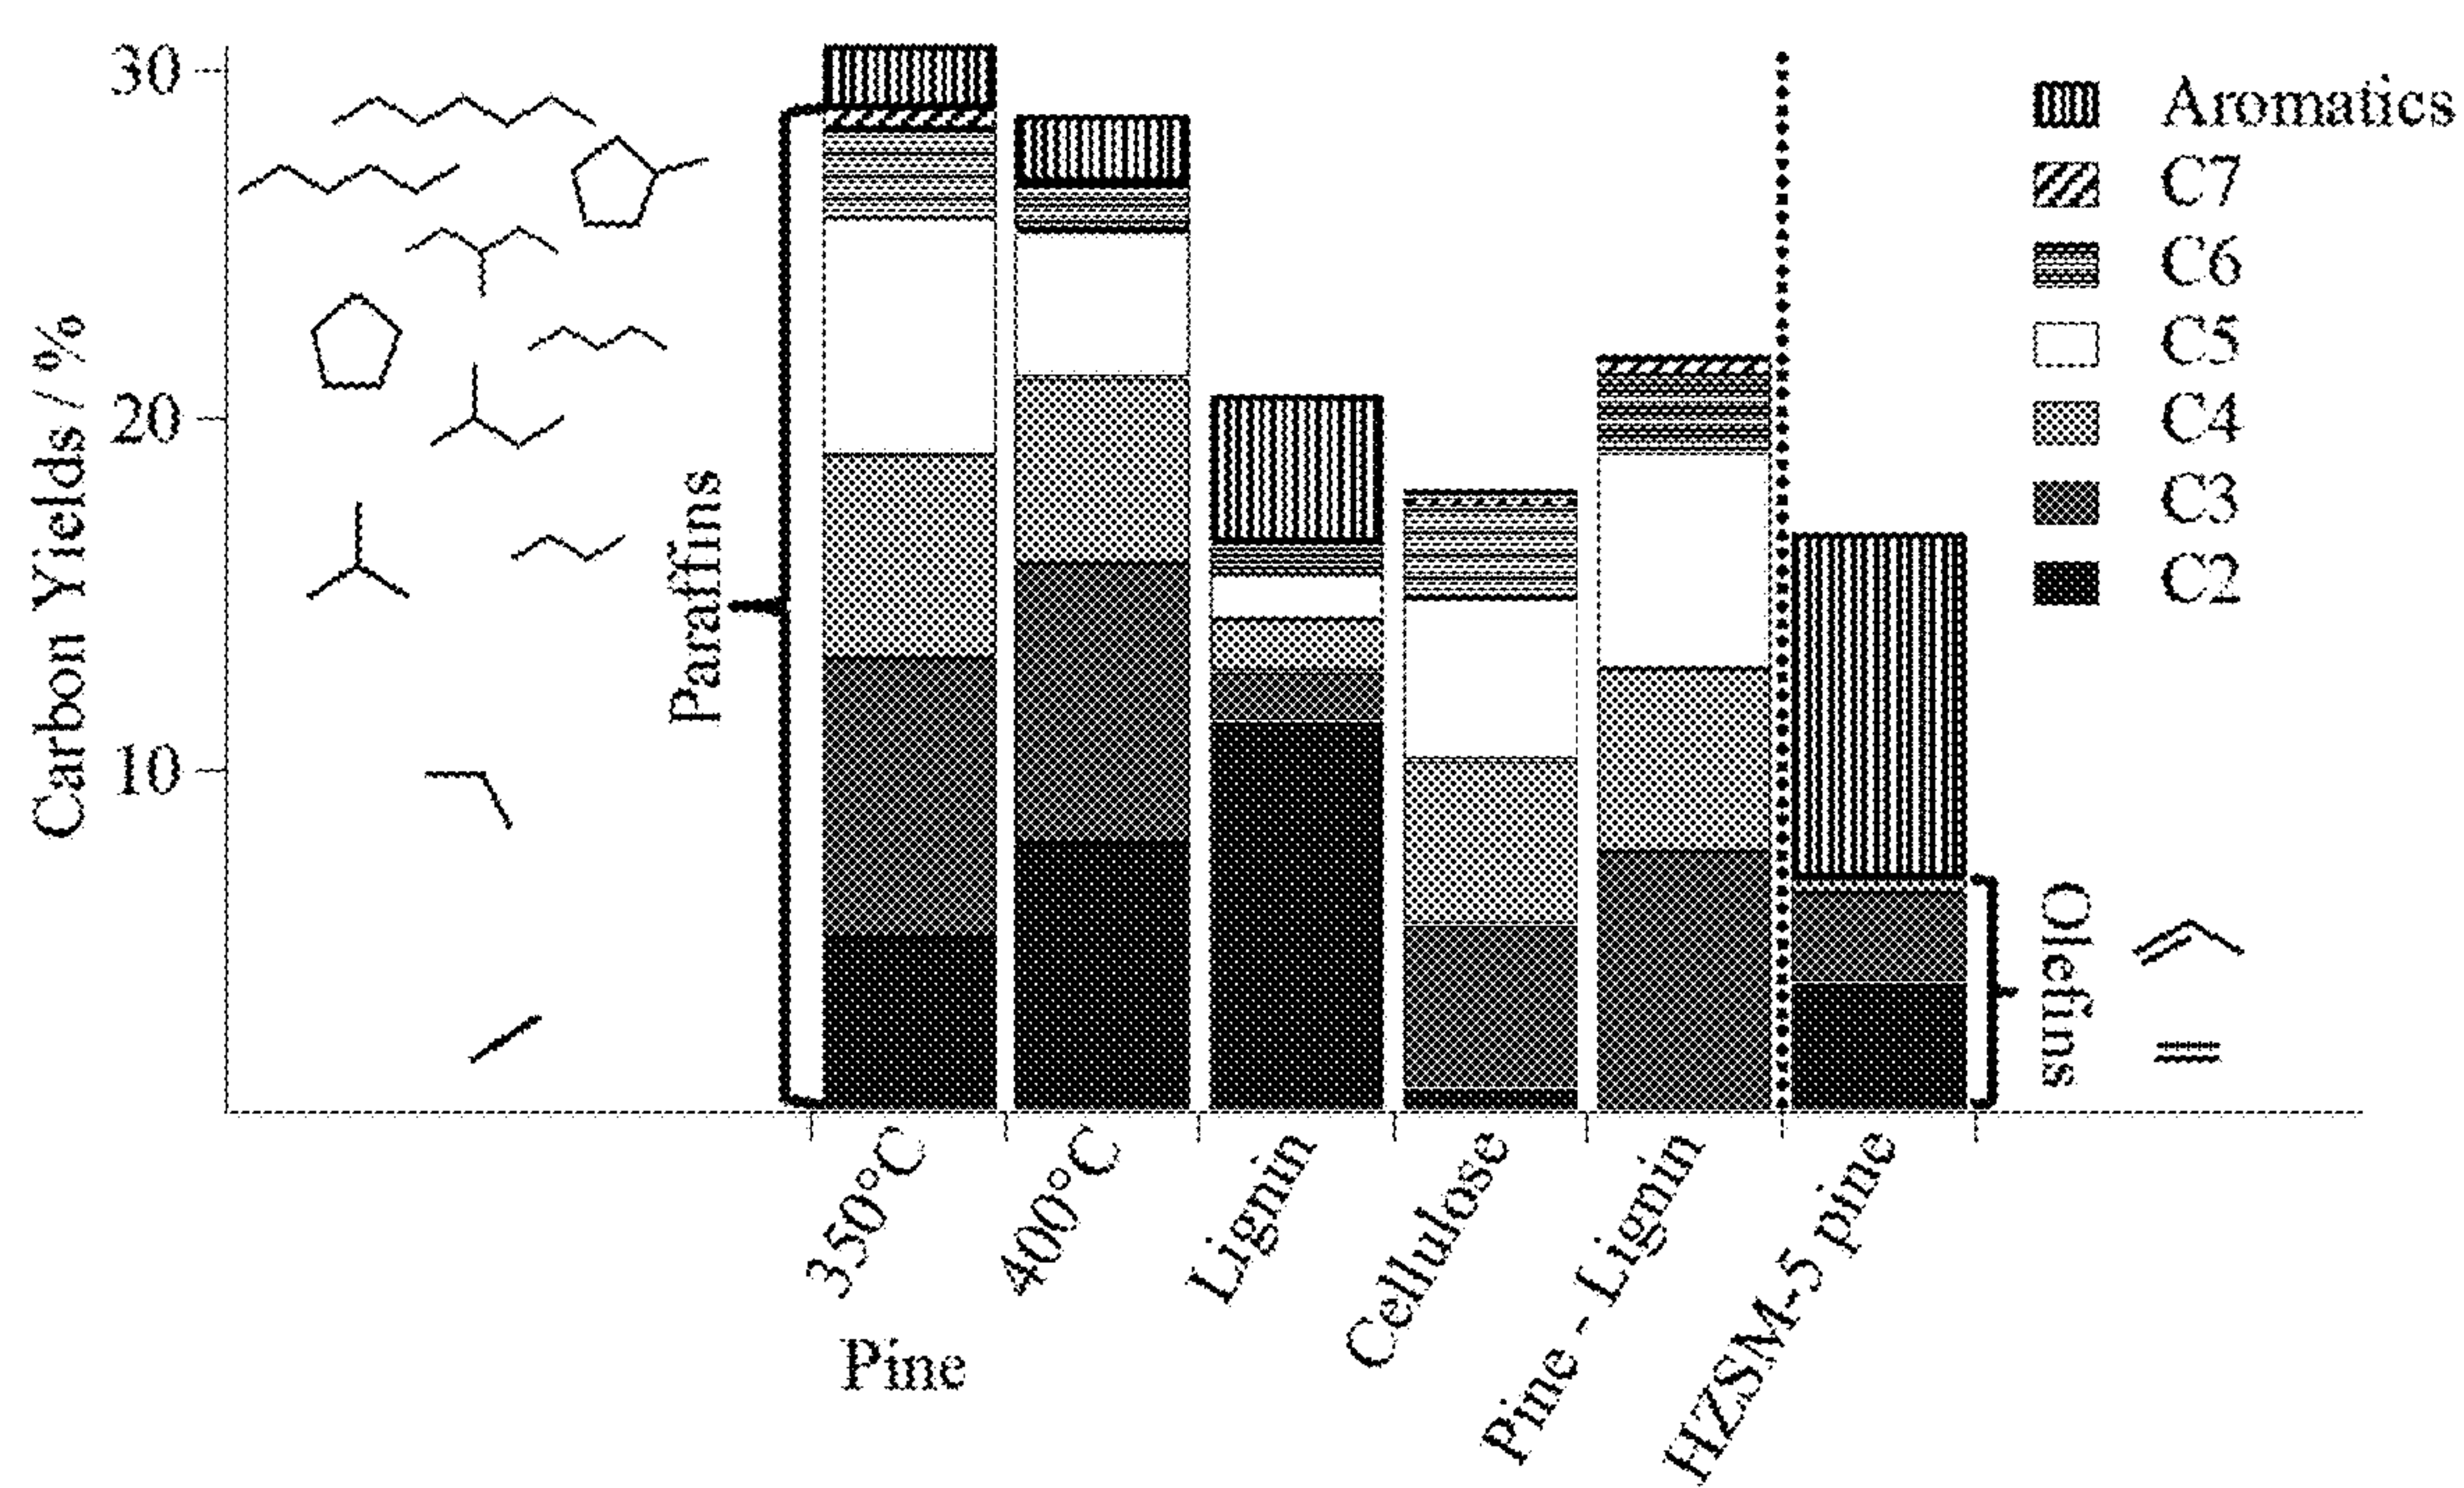 Carbon Yields / %
30
20
10
Paraffins
Aromatics
C7
C6
C5
C4
C3
C2
Olefins
350°C
400°C
Lignin
Cellulose
Pine - Lignin
HZSM-5 pine
Pine